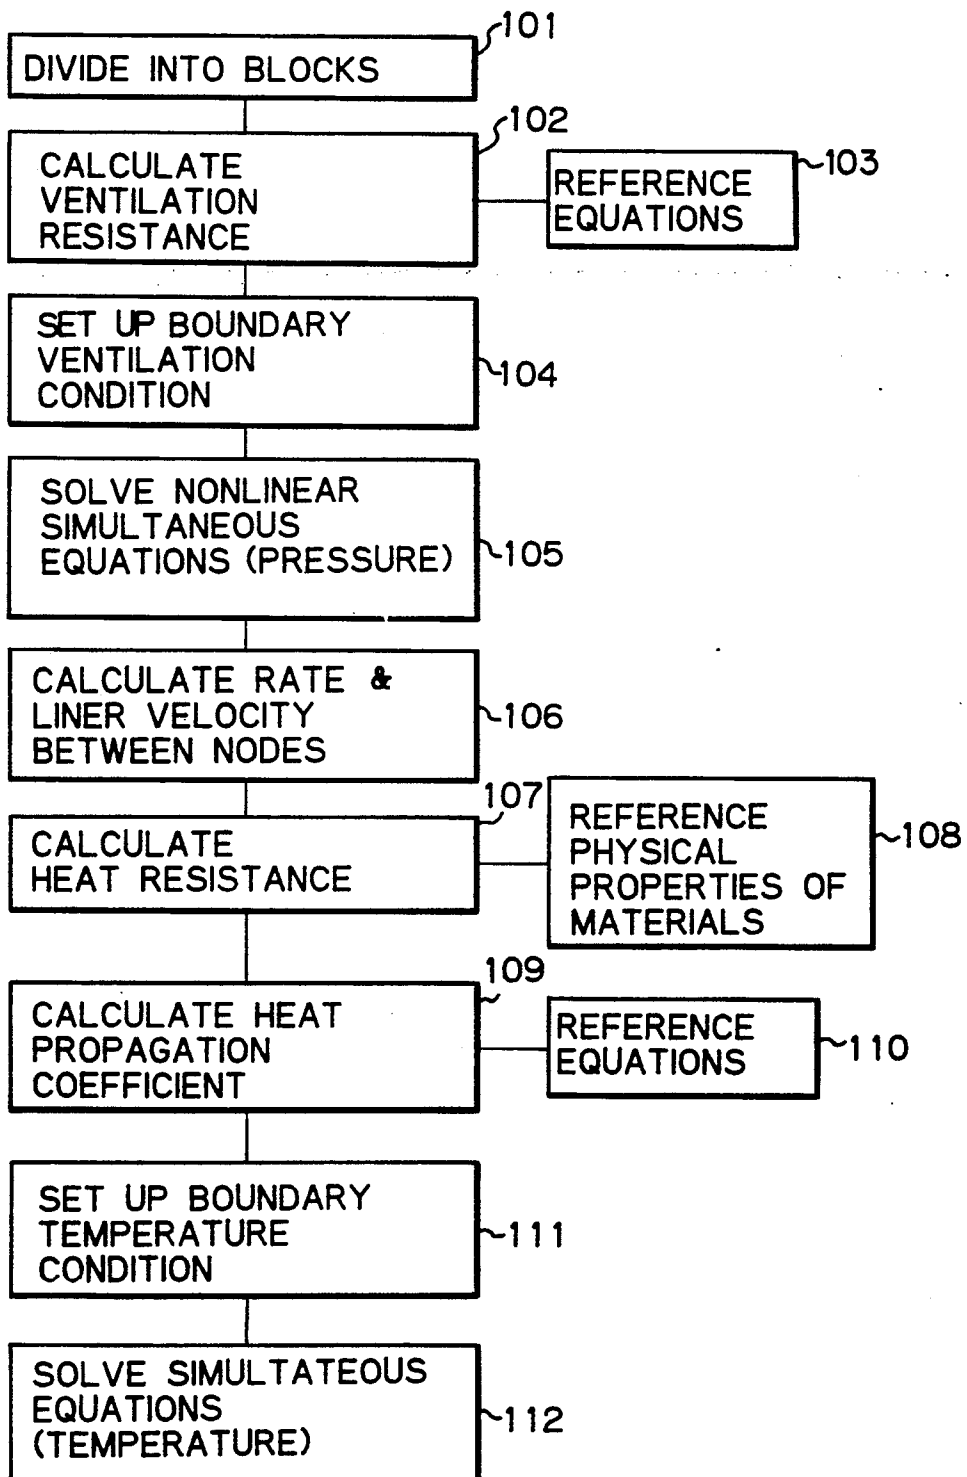 101
DIVIDE INTO BLOCKS
102
CALCULATE
VENTILATION
RESISTANCE
103
REFERENCE
EQUATIONS
SET UP BOUNDARY
VENTILATION
CONDITION
104
SOLVE NONLINEAR
SIMULTANEOUS
EQUATIONS (PRESSURE)
105
CALCULATE RATE &
LINER VELOCITY
BETWEEN NODES
106
107
CALCULATE
HEAT RESISTANCE
REFERENCE
PHYSICAL
PROPERTIES OF
MATERIALS
108
109
CALCULATE HEAT
PROPAGATION
COEFFICIENT
REFERENCE
EQUATIONS
110
SET UP BOUNDARY
TEMPERATURE
CONDITION
111
SOLVE SIMULTATEOUS
EQUATIONS
(TEMPERATURE)
112